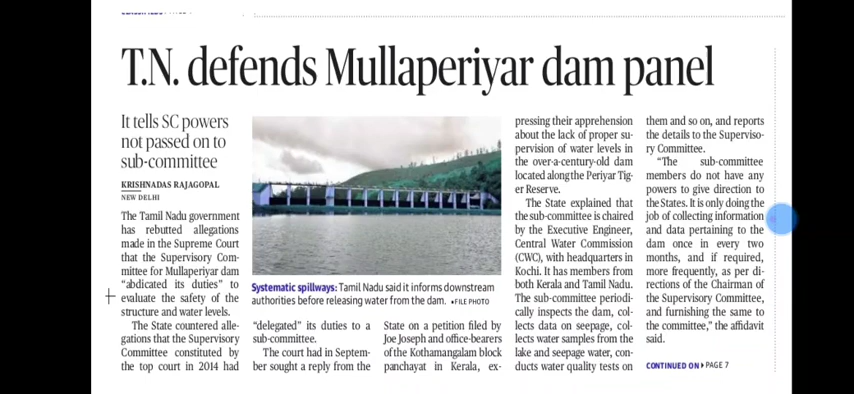 T.N. defends Mullaperiyar dam panel
It tells SC powers
not passed on to
sub-committee
KRISHNADAS RAJAGOPAL
NEW DELHI
The Tamil Nadu government
has rebutted allegations
made in the Supreme Court
that the Supervisory Com-
mittee for Mullaperiyar dam
“abdicated its duties” to
evaluate the safety of the
structure and water levels.
The State countered alle-
gations that the Supervisory
Committee constituted by
the top court in 2014 had
Systematic spillways: Tamil Nadu said it informs downstream
authorities before releasing water from the dam. •FILE PHOTO
“delegated” its duties to a
sub-committee.
The court had in Septem-
ber sought a reply from the
State on a petition filed by
Joe Joseph and office-bearers
of the Kothamangalam block
panchayat in Kerala, ex-
pressing their apprehension
about the lack of proper su-
pervision of water levels in
the over-a-century-old dam
located along the Periyar Tig-
er Reserve.
The State explained that
the sub-committee is chaired
by the Executive Engineer,
Central Water Commission
(CWC), with headquarters in
Kochi. It has members from
both Kerala and Tamil Nadu.
The sub-committee periodi-
cally inspects the dam, col-
lects data on seepage, col-
lects water samples from the
lake and seepage water, con-
ducts water quality tests on
them and so on, and reports
the details to the Superviso-
ry Committee.
“The sub-committee
members do not have any
powers to give direction to
the States. It is only doing the
job of collecting information
and data pertaining to the
dam once in every two
months, and if required,
more frequently, as per di-
rections of the Chairman of
the Supervisory Committee,
and furnishing the same to
the committee,” the affidavit
said.
CONTINUED ON ▸ PAGE 7